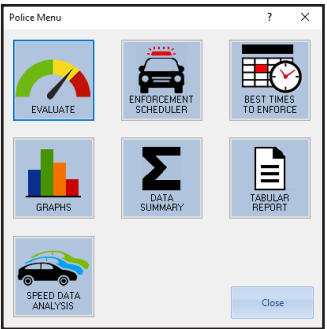 Police Menu
?
×
EVALUATE
ENFORCEMENT
SCHEDULER
BEST TIMES
TO ENFORCE
GRAPHS
DATA
SUMMARY
TABULAR
REPORT
SPEED DATA
ANALYSIS
Close